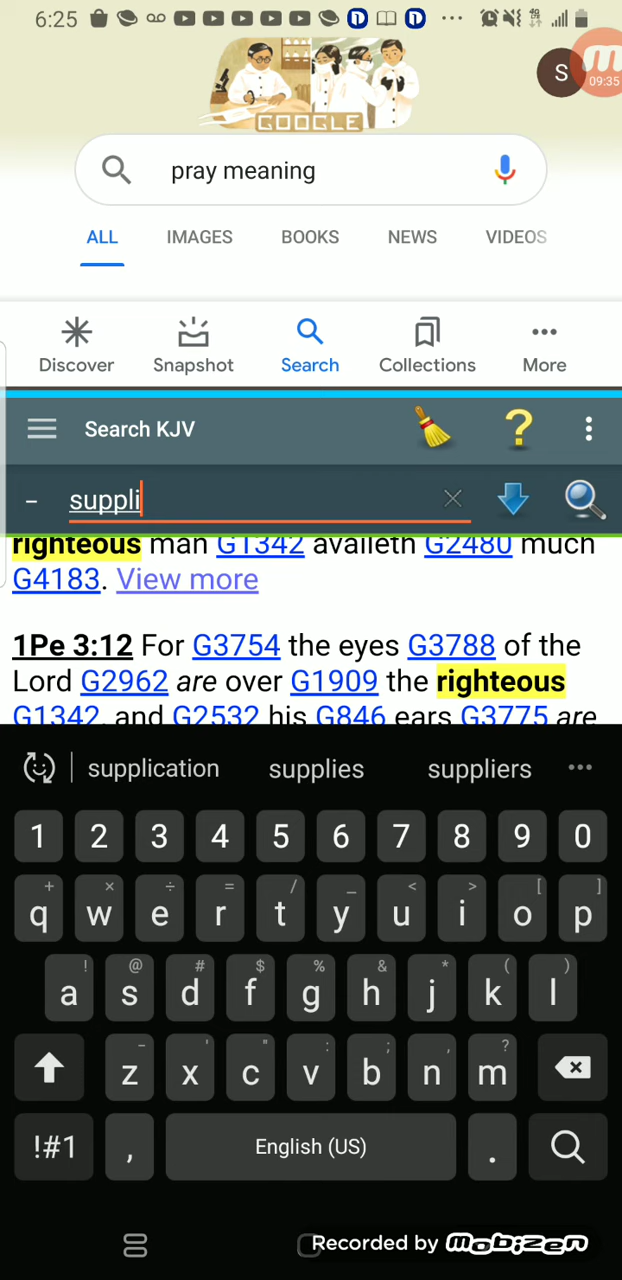 6:25
GOOGLE
S
09:35
pray meaning
ALL IMAGES BOOKS NEWS VIDEOS
Discover Snapshot Search Collections More
Search KJV
suppli
righteous man G1342 availeth G2480 much
G4183. View more
1Pe 3:12 For G3754 the eyes G3788 of the
Lord G2962 are over G1909 the righteous
G1342, and G2532 his G846 ears G3775 are
supplication supplies suppliers
1 2 3 4 5 6 7 8 9 0
+ × ÷ = / _ < > [ ]
q w e r t y u i o p
! @ # $ % & * ( )
a s d f g h j k l
- ' " : ; , ?
z x c v b n m
!#1 , English (US) .
Recorded by mobizen